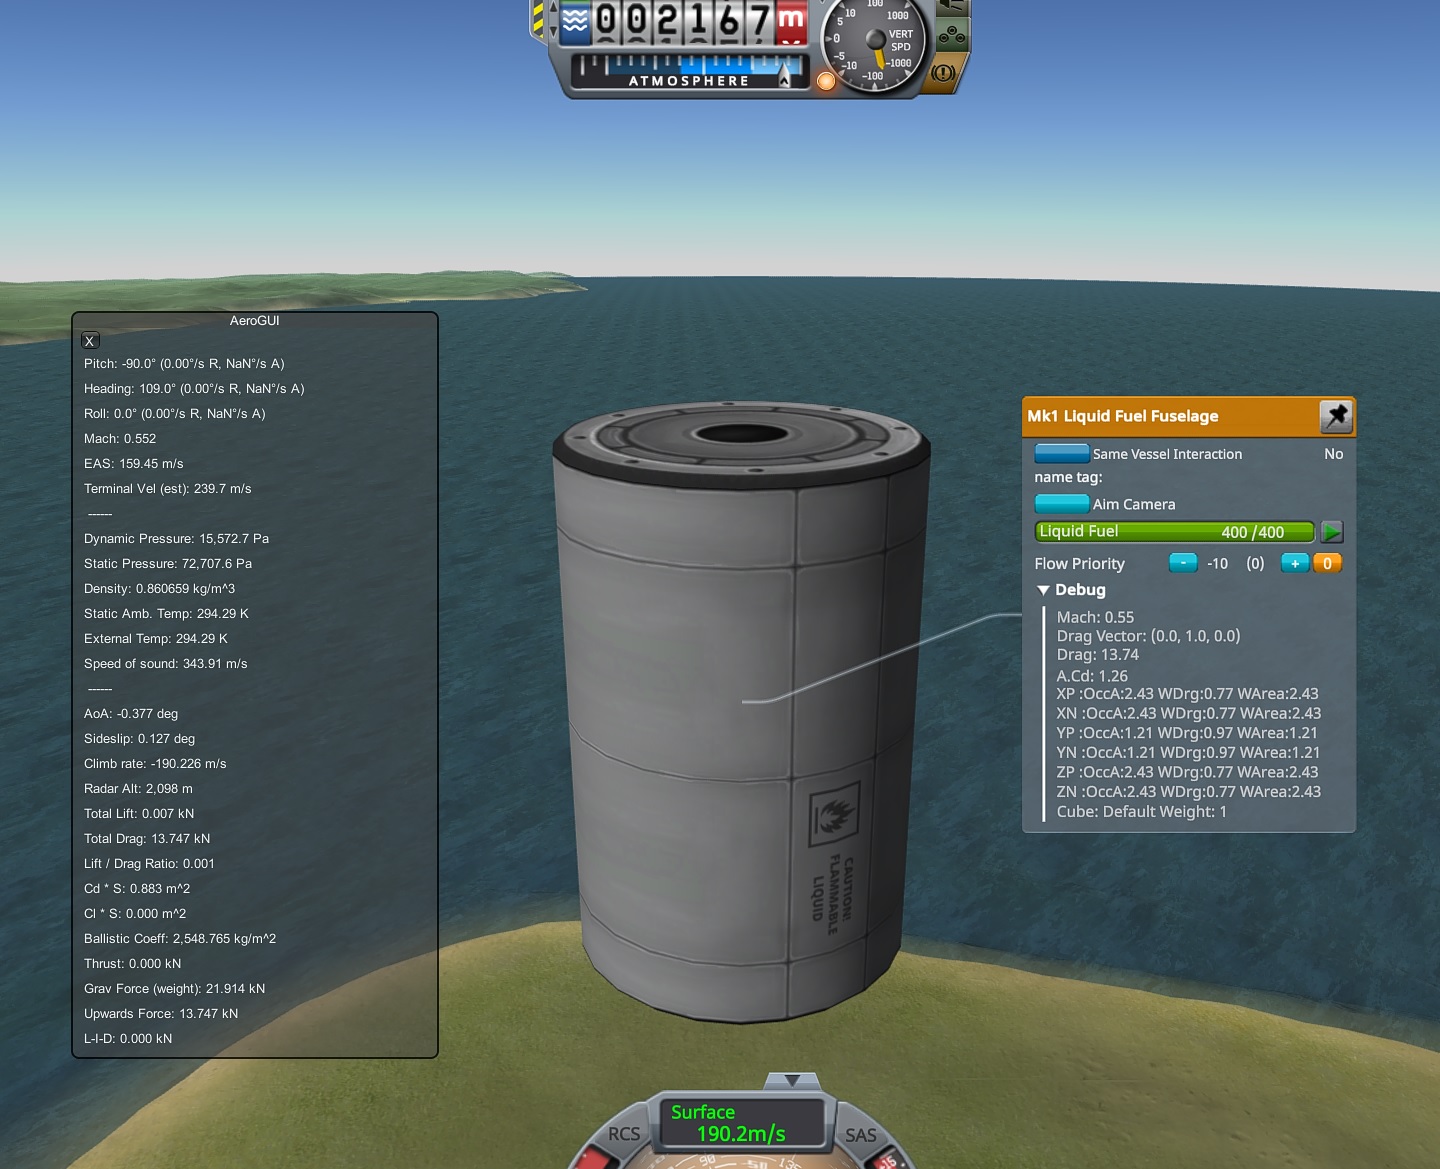 002167m
ATMOSPHERE
100
10
1000
5
0
VERT
SPD
-5
-10
-1000
-100
AeroGUI
X
Pitch: -90.0° (0.00°/s R, NaN°/s A)
Heading: 109.0° (0.00°/s R, NaN°/s A)
Roll: 0.0° (0.00°/s R, NaN°/s A)
Mach: 0.552
EAS: 159.45 m/s
Terminal Vel (est): 239.7 m/s
------
Dynamic Pressure: 15,572.7 Pa
Static Pressure: 72,707.6 Pa
Density: 0.860659 kg/m^3
Static Amb. Temp: 294.29 K
External Temp: 294.29 K
Speed of sound: 343.91 m/s
------
AoA: -0.377 deg
Sideslip: 0.127 deg
Climb rate: -190.226 m/s
Radar Alt: 2,098 m
Total Lift: 0.007 kN
Total Drag: 13.747 kN
Lift / Drag Ratio: 0.001
Cd * S: 0.883 m^2
Cl * S: 0.000 m^2
Ballistic Coeff: 2,548.765 kg/m^2
Thrust: 0.000 kN
Grav Force (weight): 21.914 kN
Upwards Force: 13.747 kN
L-I-D: 0.000 kN
CAUTION!
FLAMMABLE
LIQUID
Mk1 Liquid Fuel Fuselage
Same Vessel Interaction No
name tag:
Aim Camera
Liquid Fuel 400 /400
Flow Priority - -10 (0) + 0
Debug
Mach: 0.55
Drag Vector: (0.0, 1.0, 0.0)
Drag: 13.74
A.Cd: 1.26
XP :OccA:2.43 WDrg:0.77 WArea:2.43
XN :OccA:2.43 WDrg:0.77 WArea:2.43
YP :OccA:1.21 WDrg:0.97 WArea:1.21
YN :OccA:1.21 WDrg:0.97 WArea:1.21
ZP :OccA:2.43 WDrg:0.77 WArea:2.43
ZN :OccA:2.43 WDrg:0.77 WArea:2.43
Cube: Default Weight: 1
Surface
190.2m/s
RCS
SAS
90
135
-15